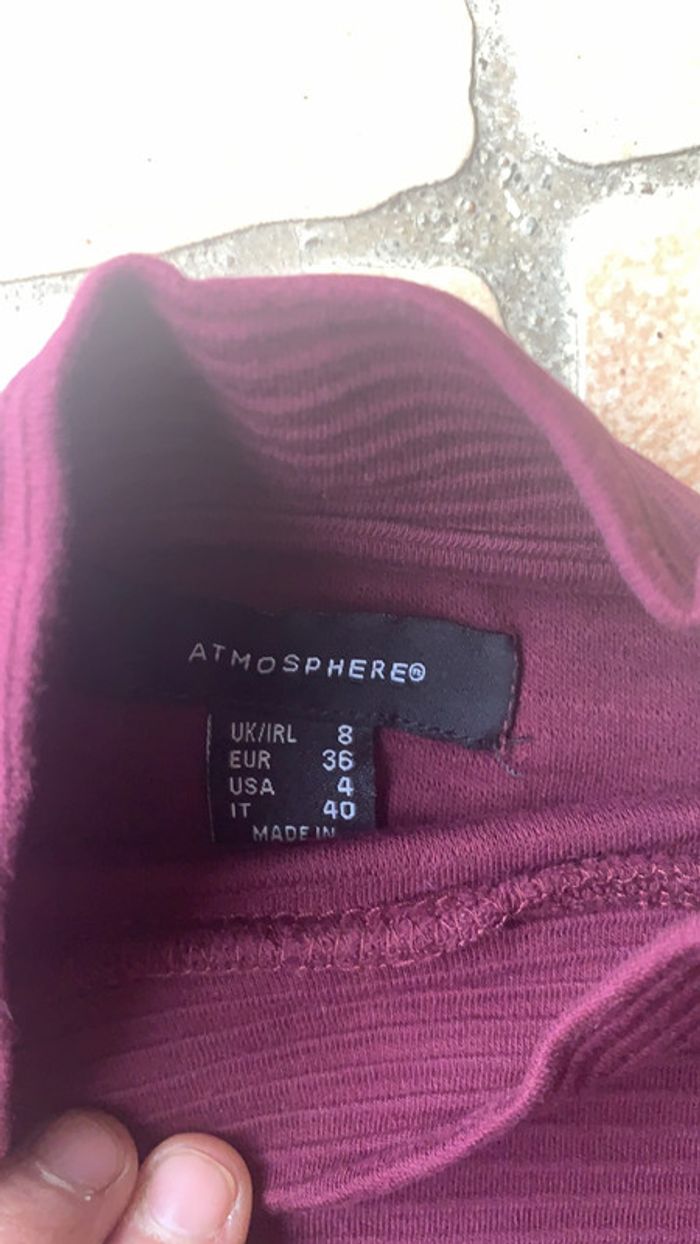 ATMOSPHERE®
UK/IRL 8
EUR 36
USA 4
IT 40
MADE IN